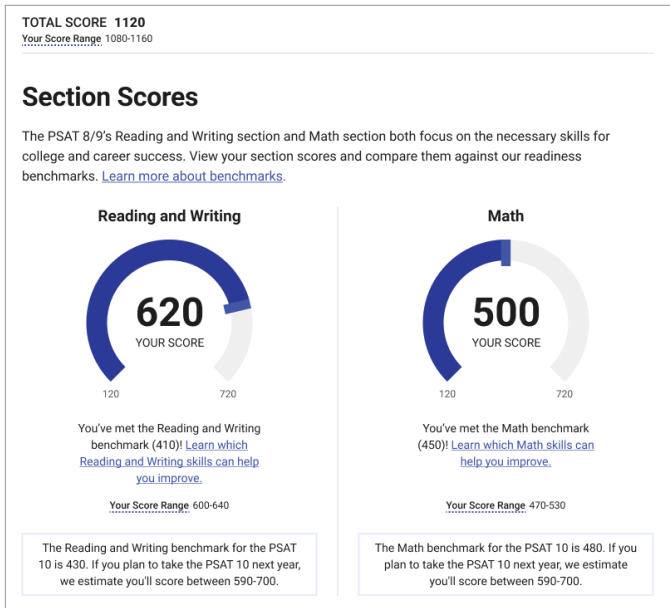 TOTAL SCORE 1120
Your Score Range 1080-1160
Section Scores
The PSAT 8/9's Reading and Writing section and Math section both focus on the necessary skills for
college and career success. View your section scores and compare them against our readiness
benchmarks. Learn more about benchmarks.
Reading and Writing
620
YOUR SCORE
120
720
You've met the Reading and Writing
benchmark (410)! Learn which
Reading and Writing skills can help
you improve.
Your Score Range 600-640
The Reading and Writing benchmark for the PSAT
10 is 430. If you plan to take the PSAT 10 next year,
we estimate you'll score between 590-700.
Math
500
YOUR SCORE
120
720
You've met the Math benchmark
(450)! Learn which Math skills can
help you improve.
Your Score Range 470-530
The Math benchmark for the PSAT 10 is 480. If you
plan to take the PSAT 10 next year, we estimate
you'll score between 590-700.